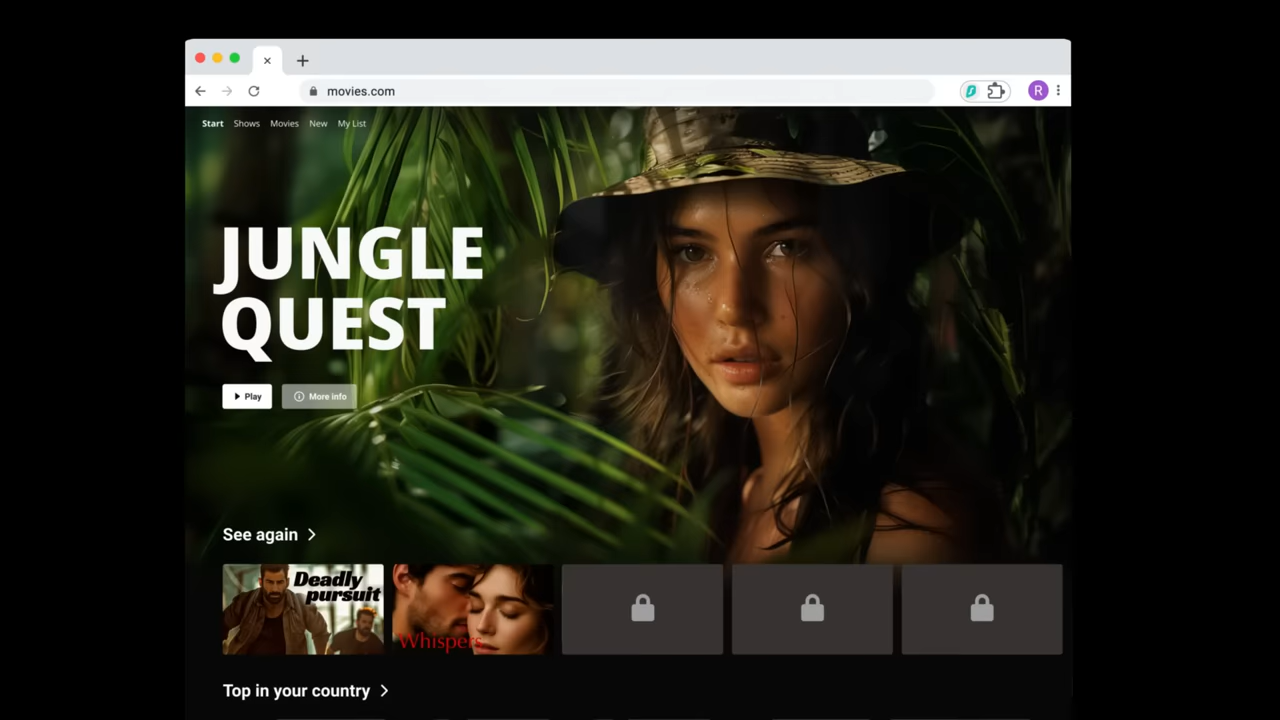 movies.com
R
Start Shows Movies New My List
JUNGLE
QUEST
Play More info
See again
Deadly
pursuit
Whispers
Top in your country